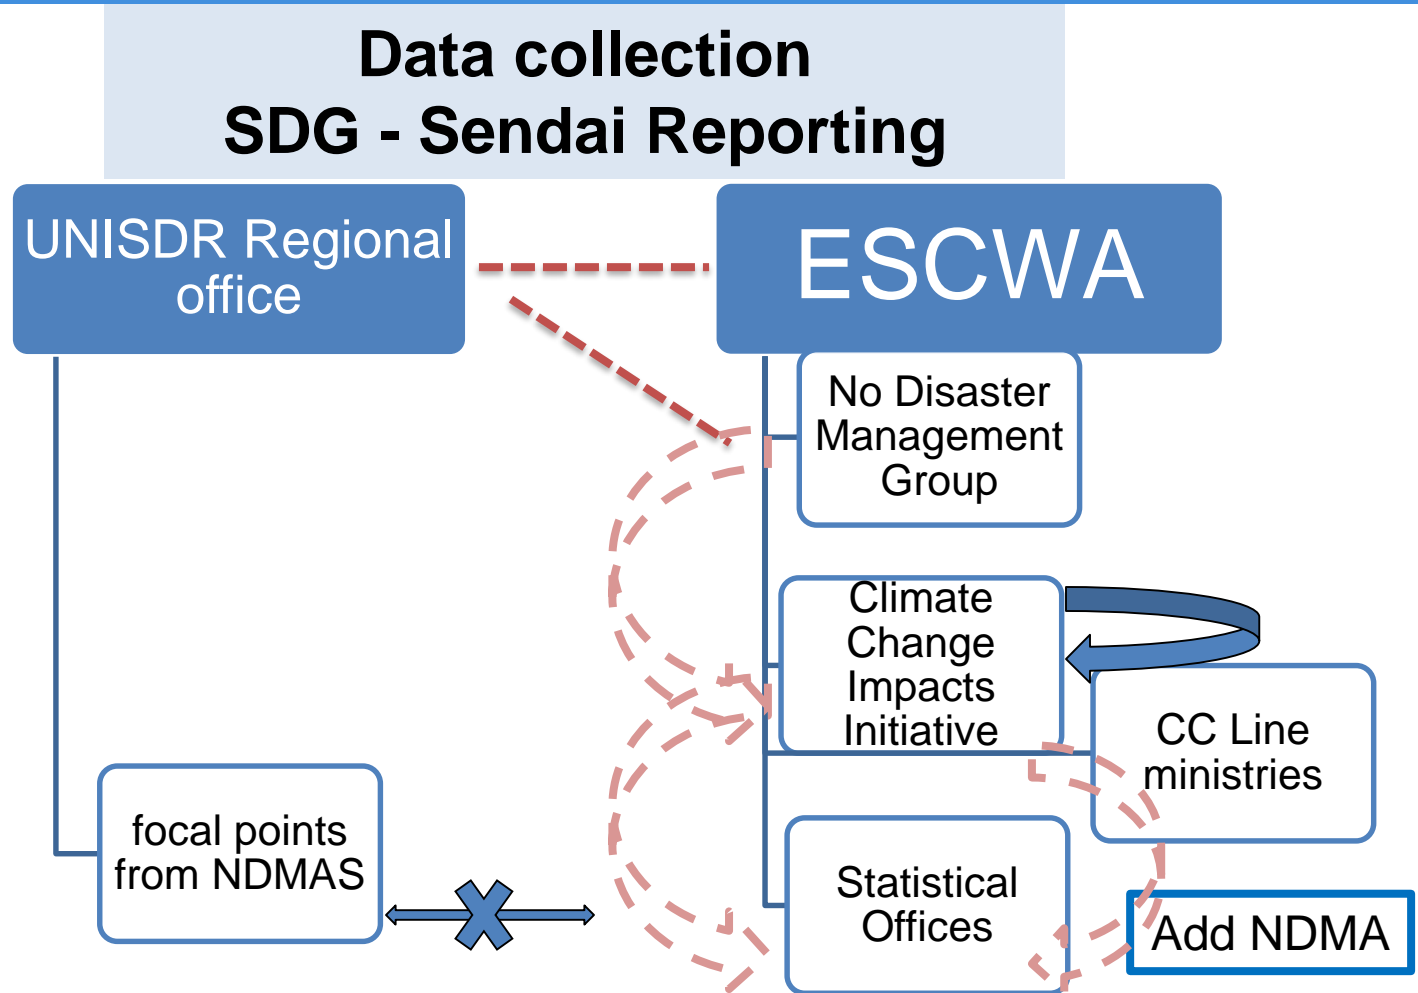 Data collection
SDG - Sendai Reporting
UNISDR Regional
office
ESCWA
No Disaster
Management
Group
Climate
Change
Impacts
Initiative
CC Line
ministries
focal points
from NDMAS
Statistical
Offices
Add NDMA